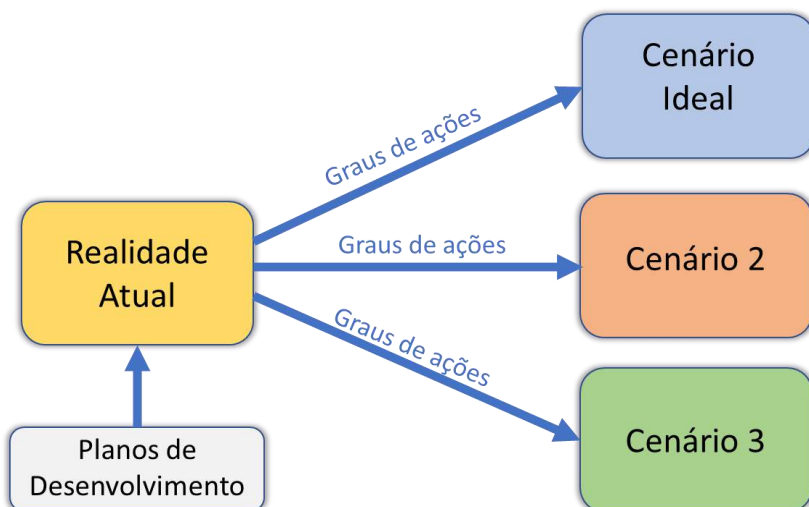 Cenário
Ideal
Graus de ações
Realidade
Atual
Graus de ações
Cenário 2
Graus de ações
Cenário 3
Planos de
Desenvolvimento